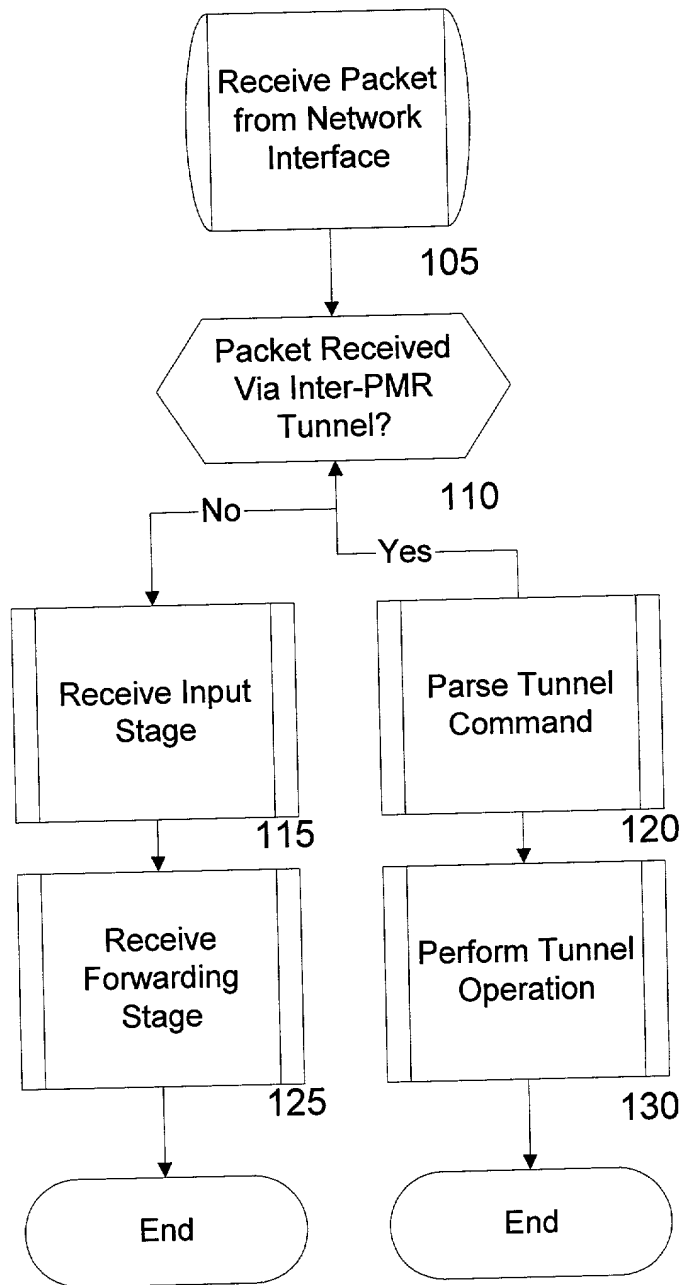 Receive Packet
from Network
Interface
105
Packet Received
Via Inter-PMR
Tunnel?
110
No
Yes
Receive Input
Stage
115
Parse Tunnel
Command
120
Receive
Forwarding
Stage
125
Perform Tunnel
Operation
130
End
End